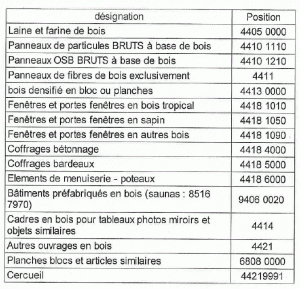 désignation Position
Laine et farine de bois 4405 0000
Panneaux de particules BRUTS à base de bois 4410 1110
Panneaux OSB BRUTS à base de bois 4410 1210
Panneaux de fibres de bois exclusivement 4411
bois densifié en bloc ou planches 4413 0000
Fenêtres et portes fenêtres en bois tropical 4418 1010
Fenêtres et portes fenêtres en sapin 4418 1050
Fenêtres et portes fenêtres en autres bois 4418 1090
Coffrages bétonnage 4418 4000
Coffrages bardeaux 4418 5000
Elements de menuiserie - poteaux 4418 6000
Bâtiments préfabriqués en bois (saunas : 8516
7970) 9406 0020
Cadres en bois pour tableaux photos miroirs et
objets similaires 4414
Autres ouvrages en bois 4421
Planches blocs et articles similaires 6808 0000
Cercueil 44219991